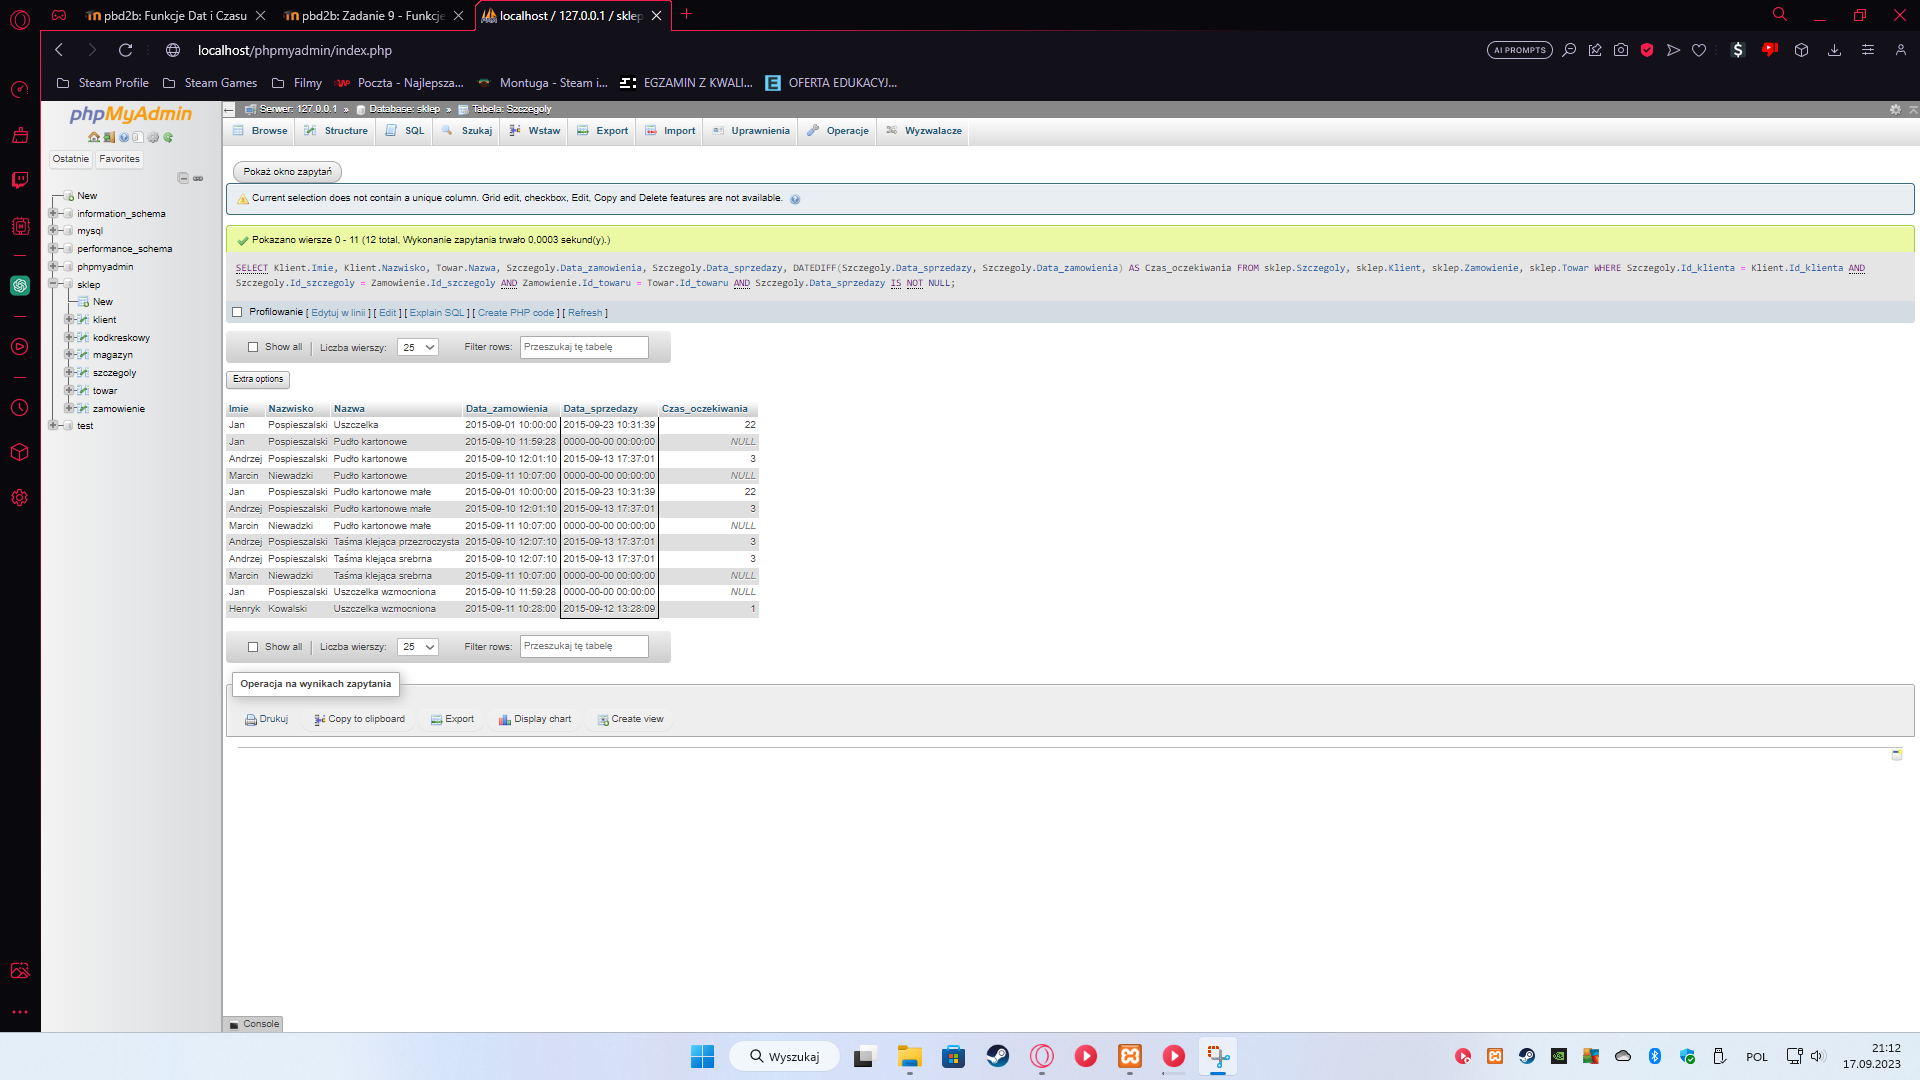 pbd2b: Funkcje Dat i Czasu
pbd2b: Zadanie 9 - Funkcje
localhost / 127.0.0.1 / sklep
localhost/phpmyadmin/index.php
AI PROMPTS
Steam Profile
Steam Games
Filmy
Poczta - Najlepsza...
Montuga - Steam i...
EGZAMIN Z KWALI...
OFERTA EDUKACYJ...
phpMyAdmin
Ostatnie
Favorites
New
information_schema
mysql
performance_schema
phpmyadmin
sklep
New
klient
kodkreskowy
magazyn
szczegoly
towar
zamowienie
test
Serwer: 127.0.0.1 » Database: sklep » Tabela: Szczegoly
Browse Structure SQL Szukaj Wstaw Export Import Uprawnienia Operacje Wyzwalacze
Pokaż okno zapytań
Current selection does not contain a unique column. Grid edit, checkbox, Edit, Copy and Delete features are not available.
Pokazano wiersze 0 - 11 (12 total, Wykonanie zapytania trwało 0,0003 sekund(y).)
SELECT Klient.Imie, Klient.Nazwisko, Towar.Nazwa, Szczegoly.Data_zamowienia, Szczegoly.Data_sprzedazy, DATEDIFF(Szczegoly.Data_sprzedazy, Szczegoly.Data_zamowienia) AS Czas_oczekiwania FROM sklep.Szczegoly, sklep.Klient, sklep.Zamowienie, sklep.Towar WHERE Szczegoly.Id_klienta = Klient.Id_klienta AND
Szczegoly.Id_szczegoly = Zamowienie.Id_szczegoly AND Zamowienie.Id_towaru = Towar.Id_towaru AND Szczegoly.Data_sprzedazy IS NOT NULL;
Profilowanie [ Edytuj w linii ] [ Edit ] [ Explain SQL ] [ Create PHP code ] [ Refresh ]
Show all Liczba wierszy: 25 Filter rows: Przeszukaj tę tabelę
Extra options
Imie Nazwisko Nazwa Data_zamowienia Data_sprzedazy Czas_oczekiwania
Jan Pospieszalski Uszczelka 2015-09-01 10:00:00 2015-09-23 10:31:39 22
Jan Pospieszalski Pudło kartonowe 2015-09-10 11:59:28 0000-00-00 00:00:00 NULL
Andrzej Pospieszalski Pudło kartonowe 2015-09-10 12:01:10 2015-09-13 17:37:01 3
Marcin Niewadzki Pudło kartonowe 2015-09-11 10:07:00 0000-00-00 00:00:00 NULL
Jan Pospieszalski Pudło kartonowe małe 2015-09-01 10:00:00 2015-09-23 10:31:39 22
Andrzej Pospieszalski Pudło kartonowe małe 2015-09-10 12:01:10 2015-09-13 17:37:01 3
Marcin Niewadzki Pudło kartonowe małe 2015-09-11 10:07:00 0000-00-00 00:00:00 NULL
Andrzej Pospieszalski Taśma klejąca przezroczysta 2015-09-10 12:07:10 2015-09-13 17:37:01 3
Andrzej Pospieszalski Taśma klejąca srebrna 2015-09-10 12:07:10 2015-09-13 17:37:01 3
Marcin Niewadzki Taśma klejąca srebrna 2015-09-11 10:07:00 0000-00-00 00:00:00 NULL
Jan Pospieszalski Uszczelka wzmocniona 2015-09-10 11:59:28 0000-00-00 00:00:00 NULL
Henryk Kowalski Uszczelka wzmocniona 2015-09-11 10:28:00 2015-09-12 13:28:09 1
Show all Liczba wierszy: 25 Filter rows: Przeszukaj tę tabelę
Operacja na wynikach zapytania
Drukuj Copy to clipboard Export Display chart Create view
Console
Wyszukaj
POL
21:12
17.09.2023